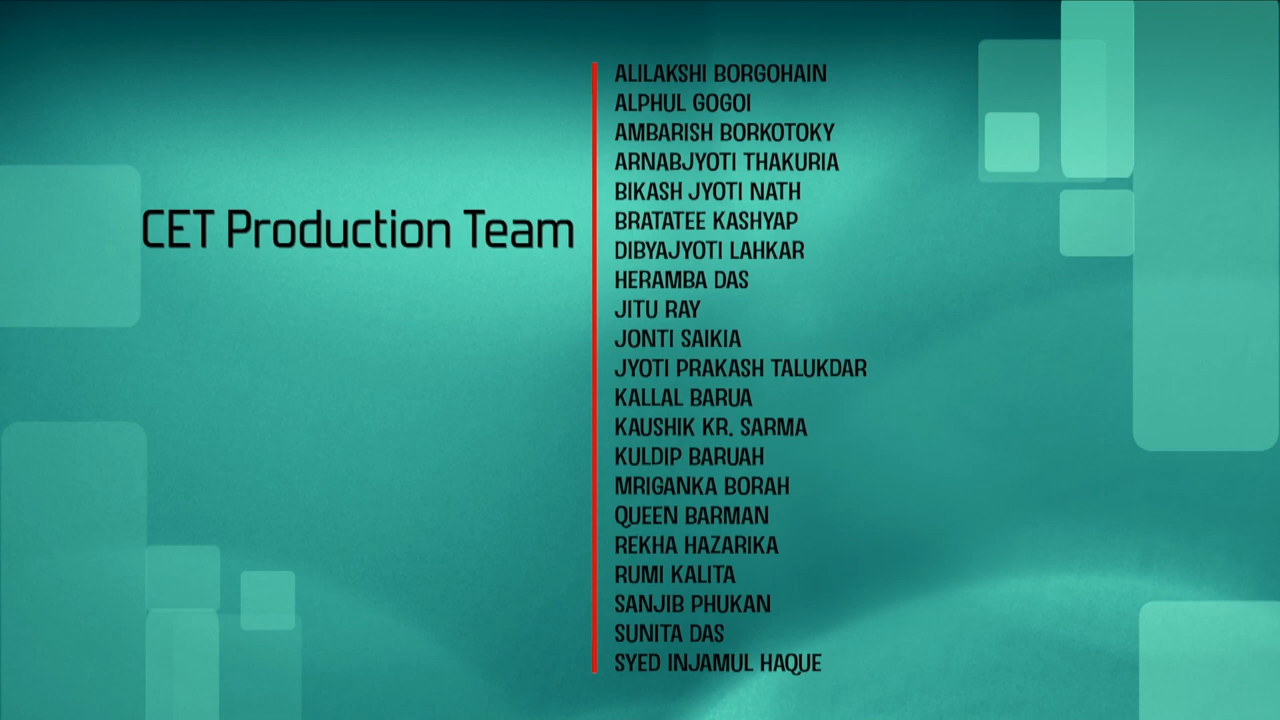 CET Production Team
ALILAKSHI BORGOHAIN
ALPHUL GOGOI
AMBARISH BORKOTOKY
ARNABJYOTI THAKURIA
BIKASH JYOTI NATH
BRATATEE KASHYAP
DIBYAJYOTI LAHKAR
HERAMBA DAS
JITU RAY
JONTI SAIKIA
JYOTI PRAKASH TALUKDAR
KALLAL BARUA
KAUSHIK KR. SARMA
KULDIP BARUAH
MRIGANKA BORAH
QUEEN BARMAN
REKHA HAZARIKA
RUMI KALITA
SANJIB PHUKAN
SUNITA DAS
SYED INJAMUL HAQUE